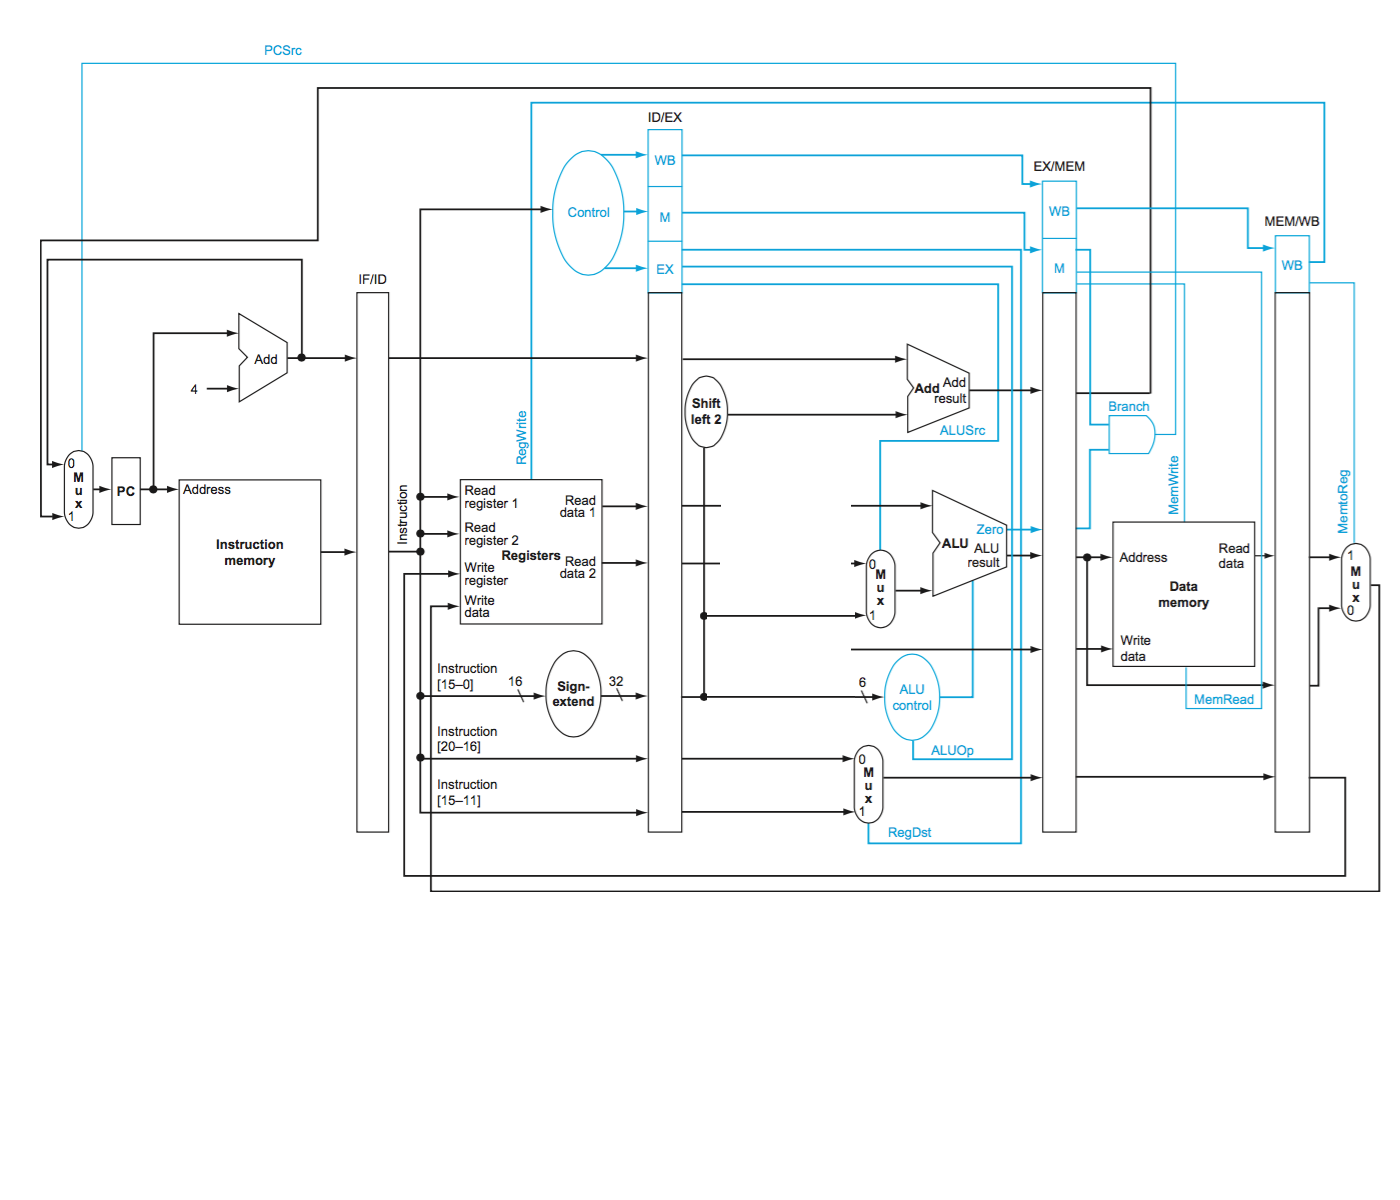 PCSrc
ID/EX
WB
EX/MEM
Control
M
WB
MEM/WB
EX
M
WB
IF/ID
Add
4
Shift
left 2
Add
Add
result
Branch
ALUSrc
RegWrite
MemWrite
MemtoReg
0
M
u
x
1
PC
Address
Instruction
memory
Instruction
Read
register 1
Read
register 2
Write
register
Write
data
Registers
Read
data 1
Read
data 2
0
M
u
x
1
Zero
ALU
ALU
result
Address
Read
data
Data
memory
Write
data
1
M
u
x
0
Instruction
[15–0]
16
Sign-
extend
32
6
ALU
control
MemRead
Instruction
[20–16]
ALUOp
0
M
u
x
1
Instruction
[15–11]
RegDst